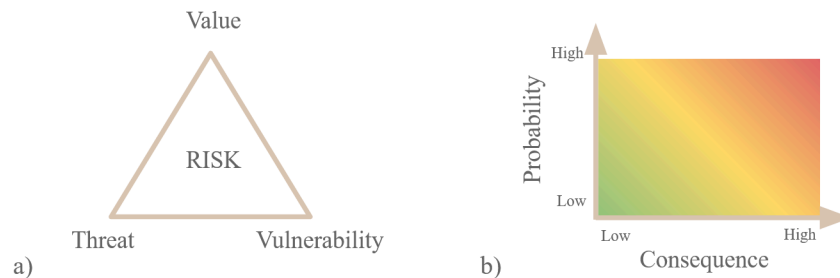 Value
RISK
Threat
Vulnerability
a)
High
Probability
Low
Low
High
Consequence
b)